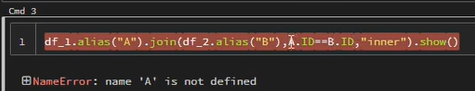 Cmd 3
1 df_1.alias("A").join(df_2.alias("B"),A.ID==B.ID,"inner").show()
NameError: name 'A' is not defined